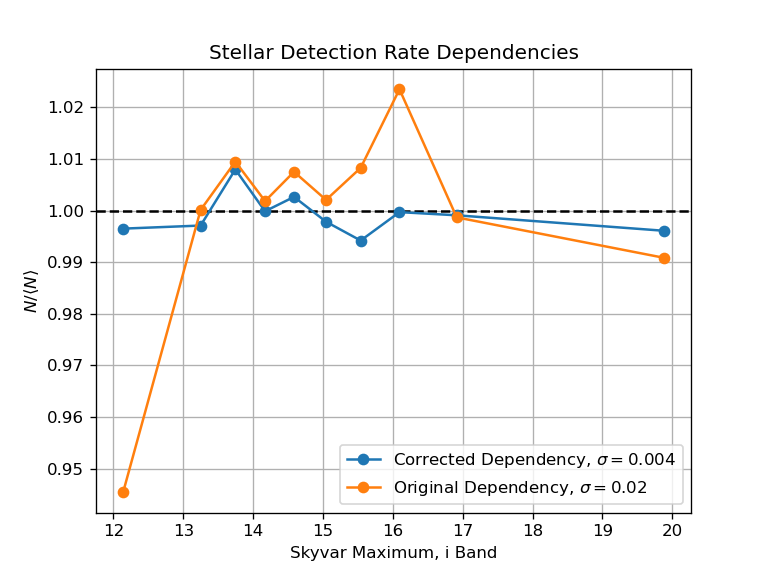 Stellar Detection Rate Dependencies
1.02
1.01
1.00
0.99
0.98
0.97
0.96
0.95
N/⟨N⟩
Corrected Dependency, σ = 0.004
Original Dependency, σ = 0.02
12 13 14 15 16 17 18 19 20
Skyvar Maximum, i Band